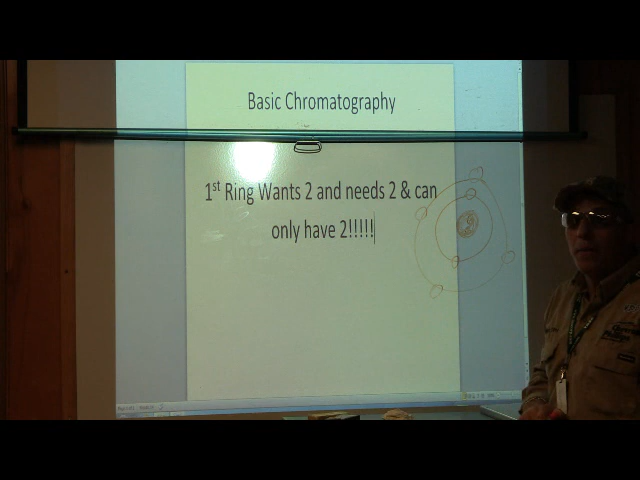 Basic Chromatography
1st Ring Wants 2 and needs 2 & can
only have 2!!!!!